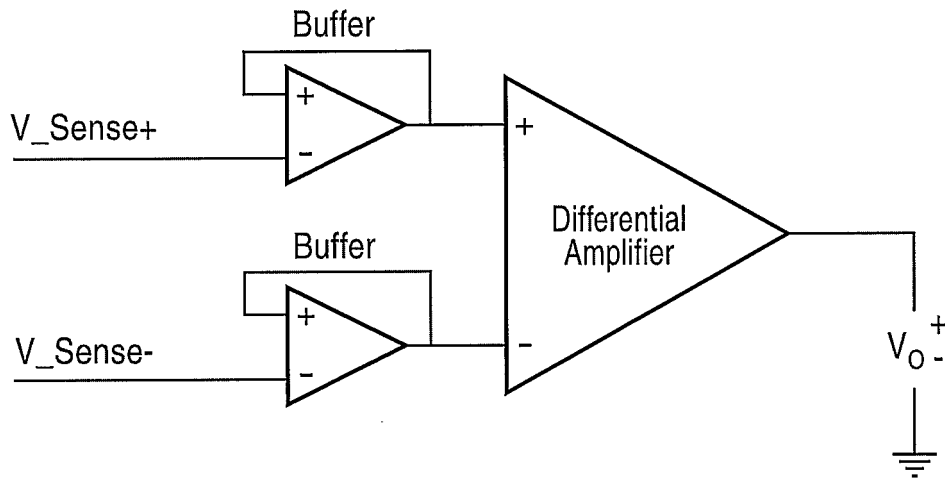 Buffer
+
V_Sense+
-
+
Differential
Amplifier
Buffer
+
V_Sense-
-
-
+
V_O
-